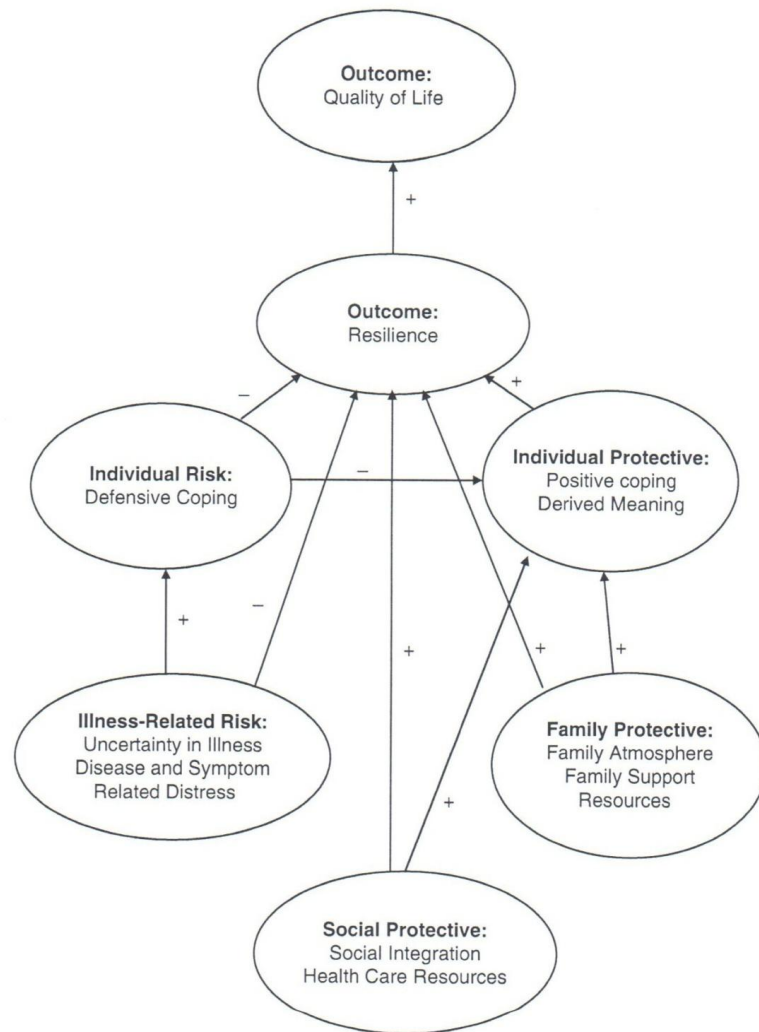 Outcome:
Quality of Life
+
Outcome:
Resilience
−
+
Individual Risk:
Defensive Coping
−
Individual Protective:
Positive coping
Derived Meaning
+
−
+
+
+
Illness-Related Risk:
Uncertainty in Illness
Disease and Symptom
Related Distress
Family Protective:
Family Atmosphere
Family Support
Resources
+
Social Protective:
Social Integration
Health Care Resources